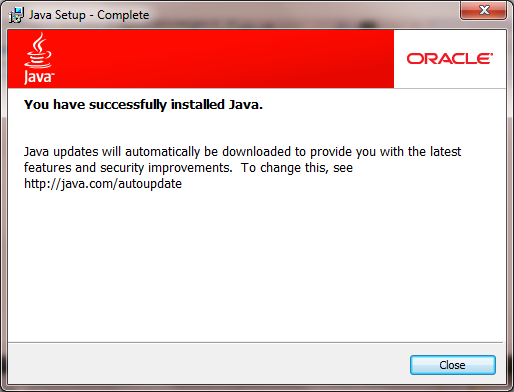 Java Setup - Complete
Java
ORACLE
You have successfully installed Java.
Java updates will automatically be downloaded to provide you with the latest
features and security improvements.  To change this, see
http://java.com/autoupdate
Close